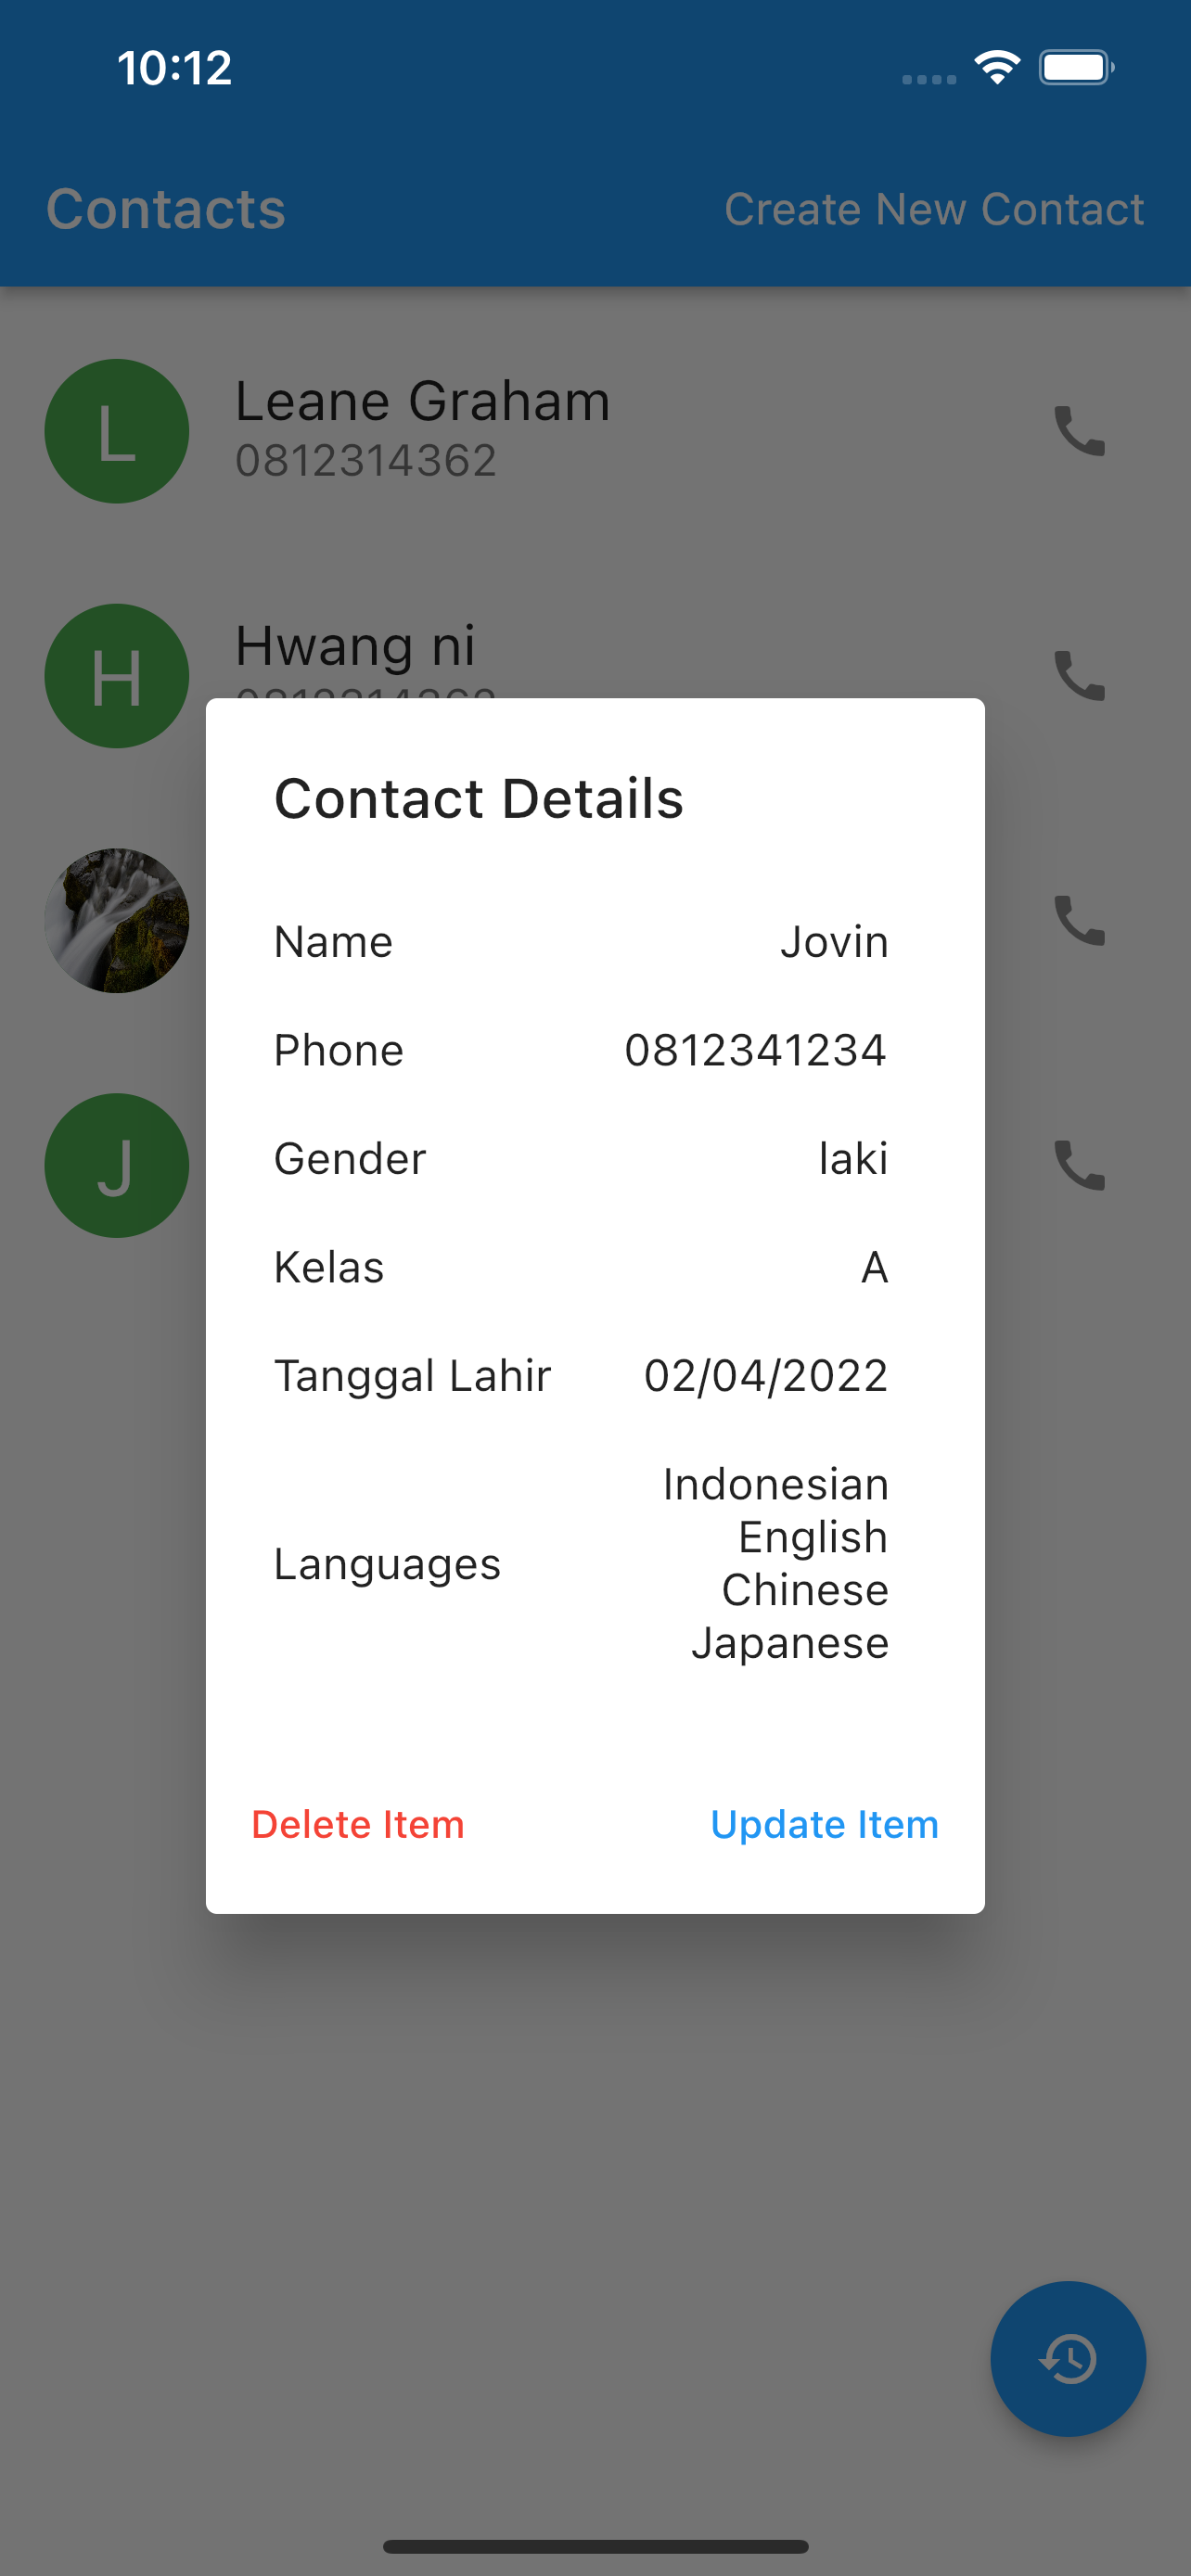 10:12
Contacts
Create New Contact
L
Leane Graham
0812314362
H
Hwang ni
Contact Details
Name Jovin
Phone 0812341234
J
Gender laki
Kelas A
Tanggal Lahir 02/04/2022
Languages
Indonesian
English
Chinese
Japanese
Delete Item
Update Item